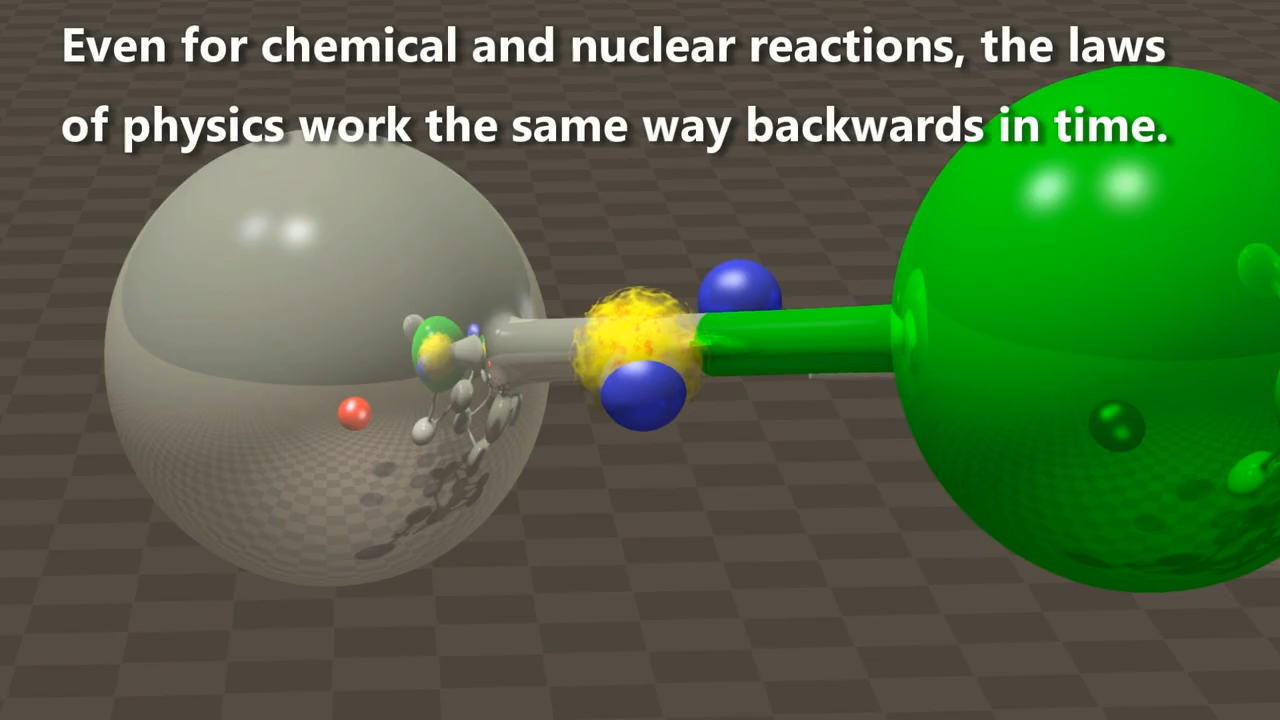 Even for chemical and nuclear reactions, the laws
of physics work the same way backwards in time.